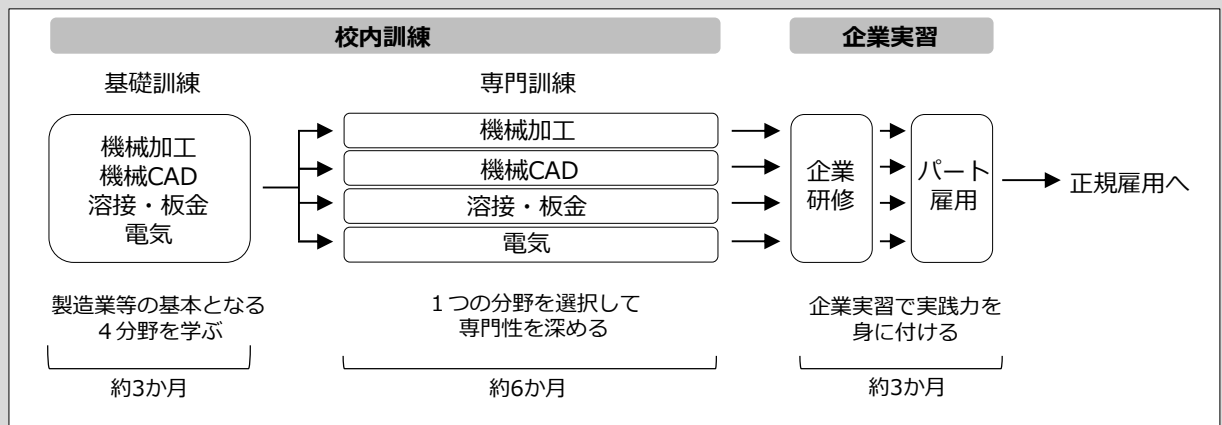 校内訓練
企業実習
基礎訓練
専門訓練
機械加工
機械CAD
溶接・板金
電気
機械加工
機械CAD
溶接・板金
電気
企業
研修
パート
雇用
正規雇用へ
製造業等の基本となる
４分野を学ぶ
１つの分野を選択して
専門性を深める
企業実習で実践力を
身に付ける
約3か月
約6か月
約3か月